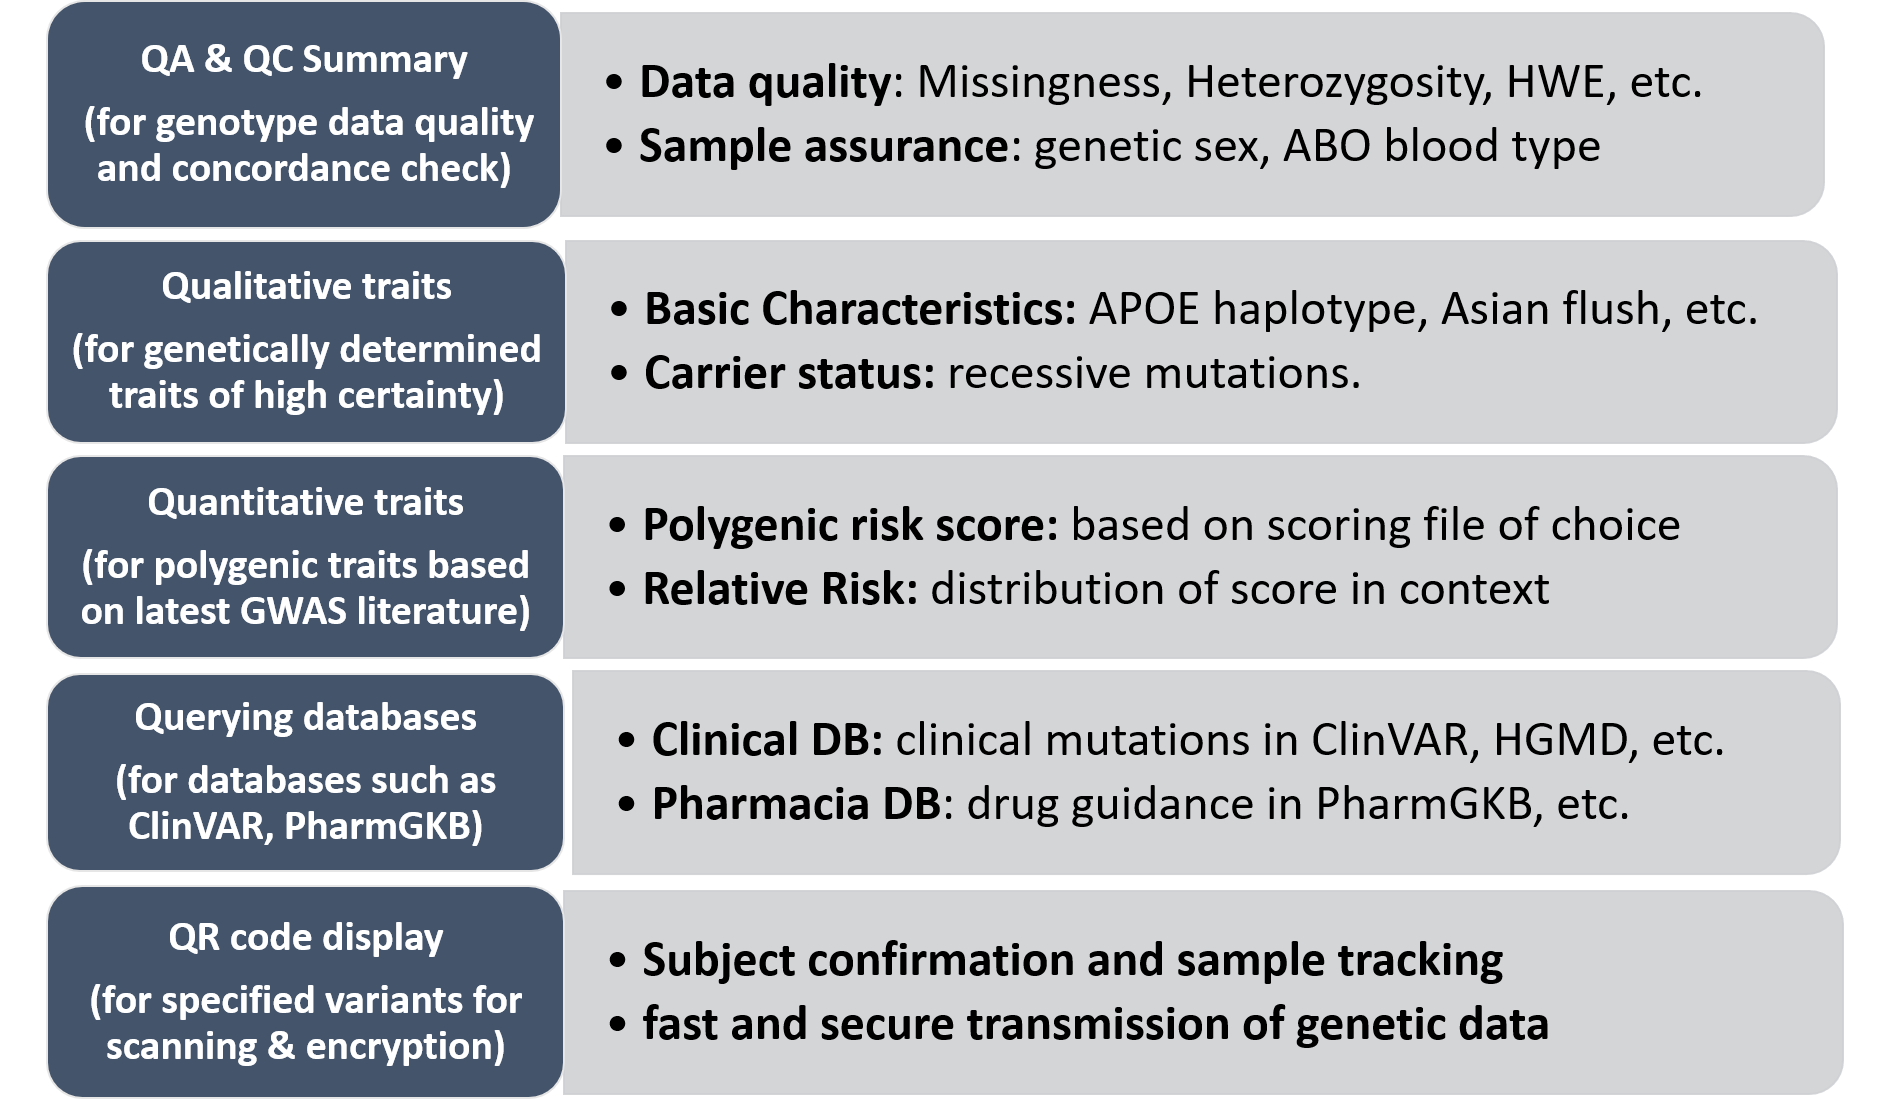 QA & QC Summary
(for genotype data quality
and concordance check)
• Data quality: Missingness, Heterozygosity, HWE, etc.
• Sample assurance: genetic sex, ABO blood type
Qualitative traits
(for genetically determined
traits of high certainty)
• Basic Characteristics: APOE haplotype, Asian flush, etc.
• Carrier status: recessive mutations.
Quantitative traits
(for polygenic traits based
on latest GWAS literature)
• Polygenic risk score: based on scoring file of choice
• Relative Risk: distribution of score in context
Querying databases
(for databases such as
ClinVAR, PharmGKB)
• Clinical DB: clinical mutations in ClinVAR, HGMD, etc.
• Pharmacia DB: drug guidance in PharmGKB, etc.
QR code display
(for specified variants for
scanning & encryption)
• Subject confirmation and sample tracking
• fast and secure transmission of genetic data